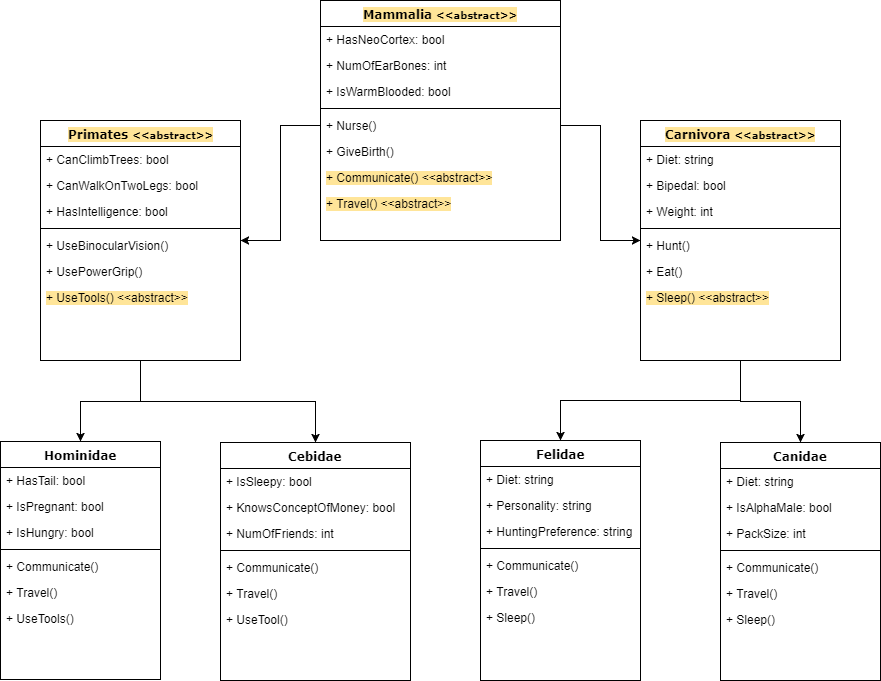 Mammalia <<abstract>>
+ HasNeoCortex: bool
+ NumOfEarBones: int
+ IsWarmBlooded: bool
+ Nurse()
+ GiveBirth()
+ Communicate() <<abstract>>
+ Travel() <<abstract>>
Primates <<abstract>>
+ CanClimbTrees: bool
+ CanWalkOnTwoLegs: bool
+ HasIntelligence: bool
+ UseBinocularVision()
+ UsePowerGrip()
+ UseTools() <<abstract>>
Carnivora <<abstract>>
+ Diet: string
+ Bipedal: bool
+ Weight: int
+ Hunt()
+ Eat()
+ Sleep() <<abstract>>
Hominidae
+ HasTail: bool
+ IsPregnant: bool
+ IsHungry: bool
+ Communicate()
+ Travel()
+ UseTools()
Cebidae
+ IsSleepy: bool
+ KnowsConceptOfMoney: bool
+ NumOfFriends: int
+ Communicate()
+ Travel()
+ UseTool()
Felidae
+ Diet: string
+ Personality: string
+ HuntingPreference: string
+ Communicate()
+ Travel()
+ Sleep()
Canidae
+ Diet: string
+ IsAlphaMale: bool
+ PackSize: int
+ Communicate()
+ Travel()
+ Sleep()